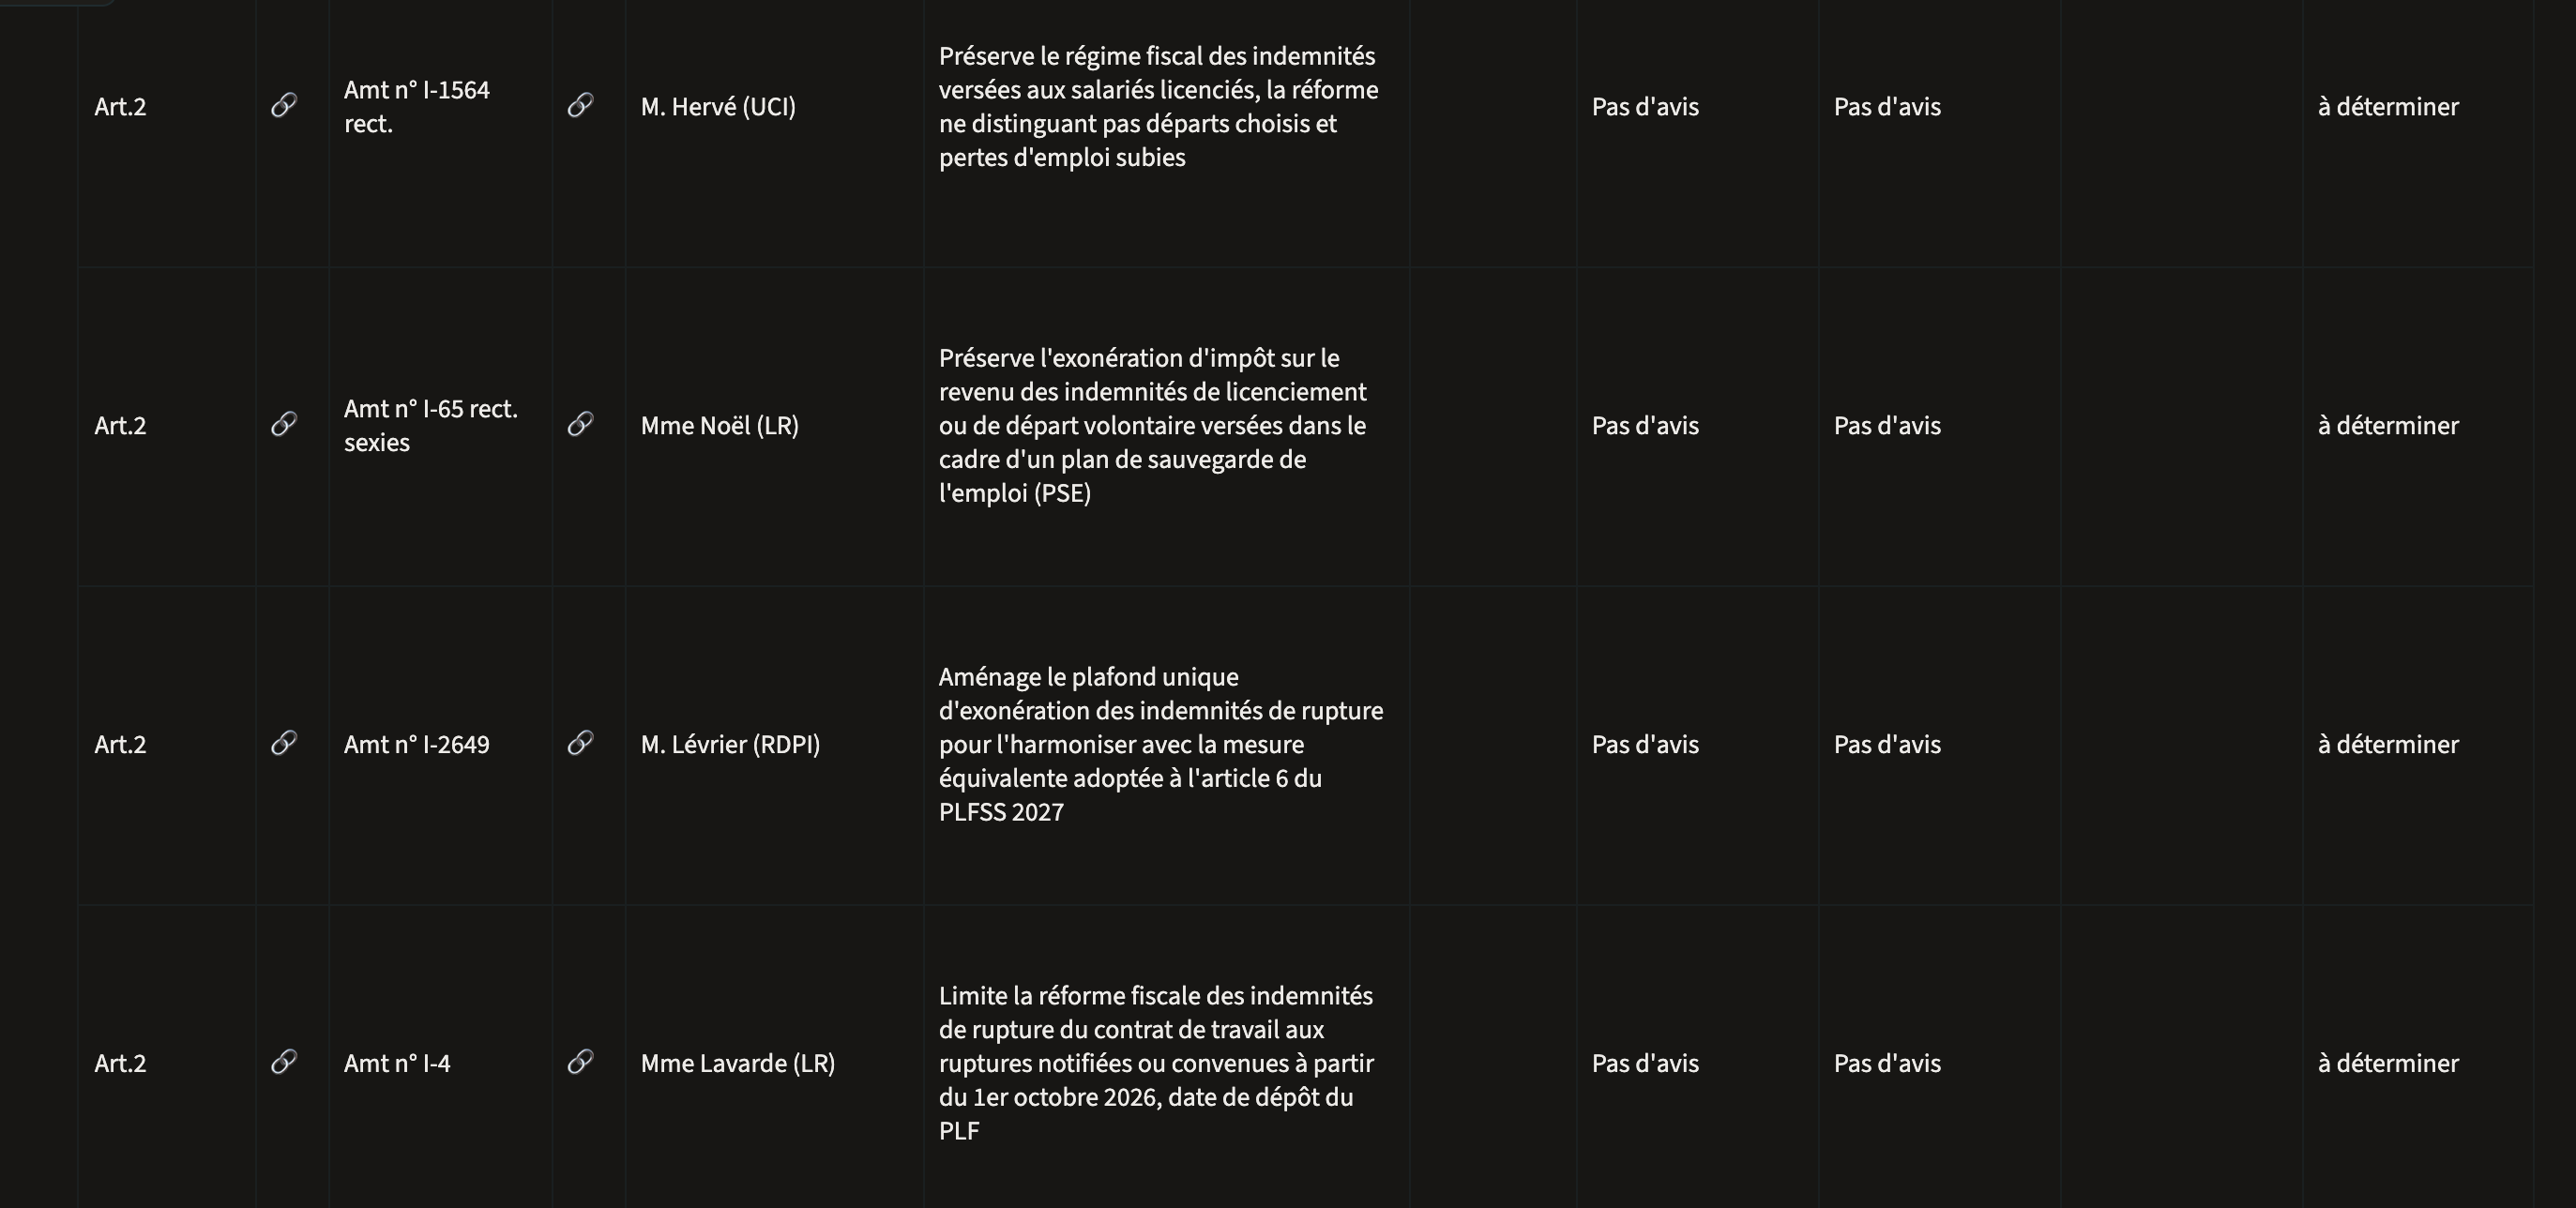 Préserve le régime fiscal des indemnités
versées aux salariés licenciés, la réforme
ne distinguant pas départs choisis et
pertes d'emploi subies
Art.2
Amt n° I-1564
rect.
M. Hervé (UCI)
Pas d'avis
Pas d'avis
à déterminer
Art.2
Amt n° I-65 rect.
sexies
Mme Noël (LR)
Préserve l'exonération d'impôt sur le
revenu des indemnités de licenciement
ou de départ volontaire versées dans le
cadre d'un plan de sauvegarde de
l'emploi (PSE)
Pas d'avis
Pas d'avis
à déterminer
Art.2
Amt n° I-2649
M. Lévrier (RDPI)
Aménage le plafond unique
d'exonération des indemnités de rupture
pour l'harmoniser avec la mesure
équivalente adoptée à l'article 6 du
PLFSS 2027
Pas d'avis
Pas d'avis
à déterminer
Art.2
Amt n° I-4
Mme Lavarde (LR)
Limite la réforme fiscale des indemnités
de rupture du contrat de travail aux
ruptures notifiées ou convenues à partir
du 1er octobre 2026, date de dépôt du
PLF
Pas d'avis
Pas d'avis
à déterminer